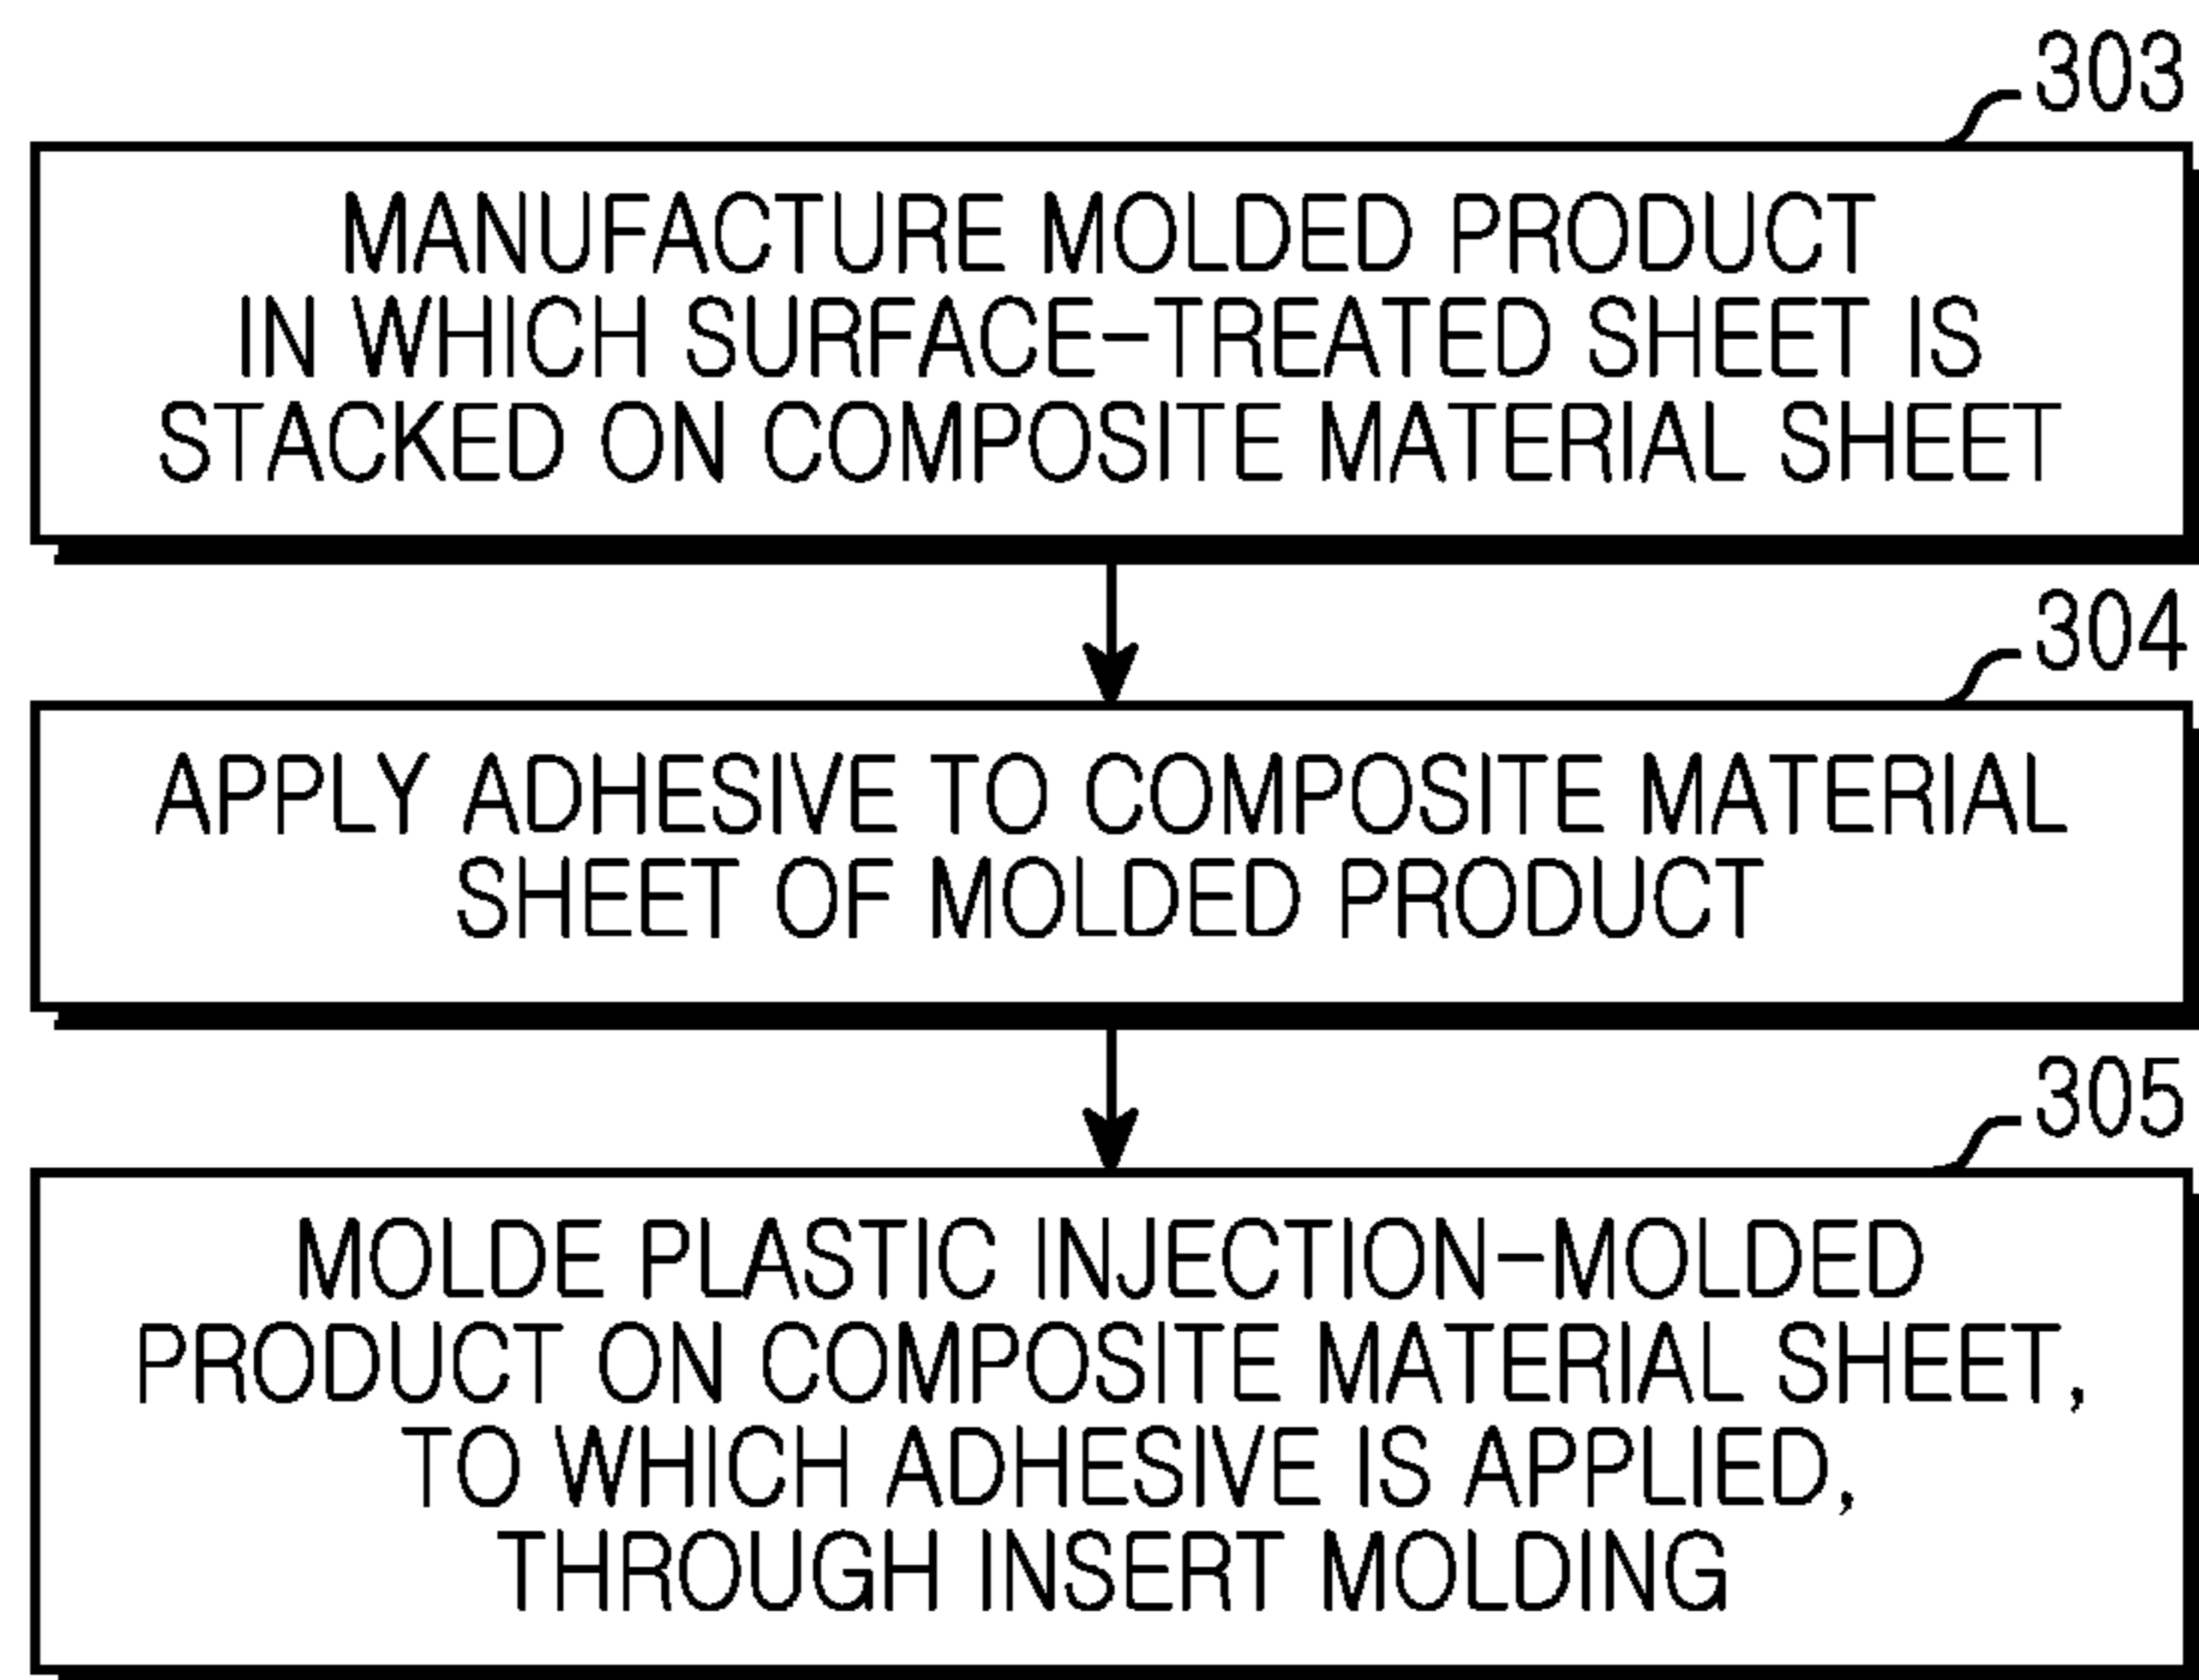 303
MANUFACTURE MOLDED PRODUCT
IN WHICH SURFACE-TREATED SHEET IS
STACKED ON COMPOSITE MATERIAL SHEET
304
APPLY ADHESIVE TO COMPOSITE MATERIAL
SHEET OF MOLDED PRODUCT
305
MOLDE PLASTIC INJECTION-MOLDED
PRODUCT ON COMPOSITE MATERIAL SHEET,
TO WHICH ADHESIVE IS APPLIED,
THROUGH INSERT MOLDING